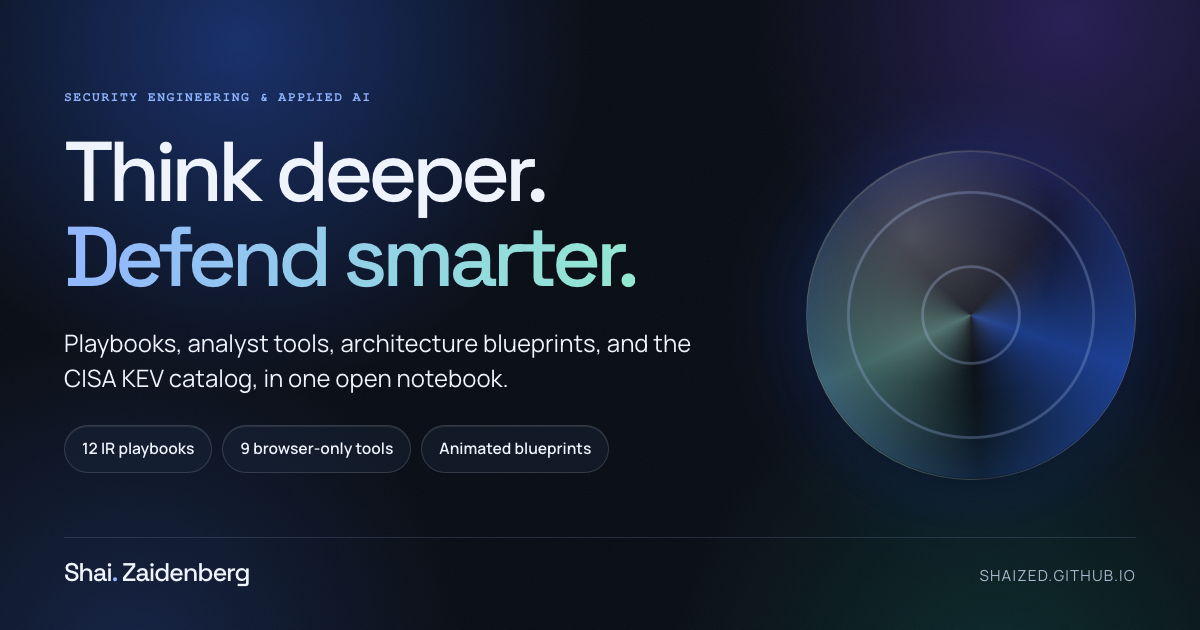 SECURITY ENGINEERING & APPLIED AI
Think deeper.
Defend smarter.
Playbooks, analyst tools, architecture blueprints, and the
CISA KEV catalog, in one open notebook.
12 IR playbooks
9 browser-only tools
Animated blueprints
Shai. Zaidenberg
SHAIZED.GITHUB.IO